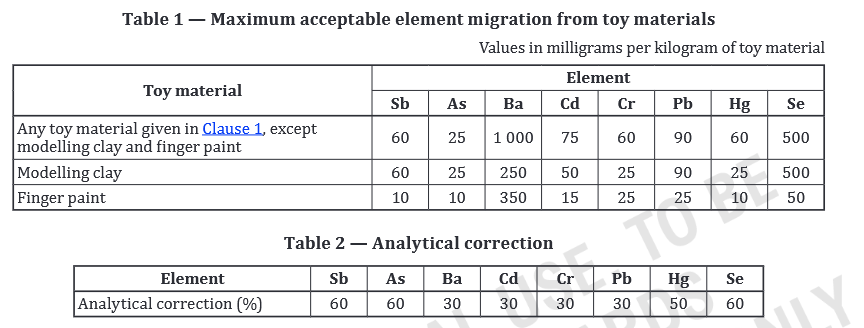 Table 1 — Maximum acceptable element migration from toy materials
Values in milligrams per kilogram of toy material
Toy material Element
Sb As Ba Cd Cr Pb Hg Se
Any toy material given in Clause 1, except
modelling clay and finger paint 60 25 1 000 75 60 90 60 500
Modelling clay 60 25 250 50 25 90 25 500
Finger paint 10 10 350 15 25 25 10 50
Table 2 — Analytical correction
Element Sb As Ba Cd Cr Pb Hg Se
Analytical correction (%) 60 60 30 30 30 30 50 60
USE TO BE
ONLY